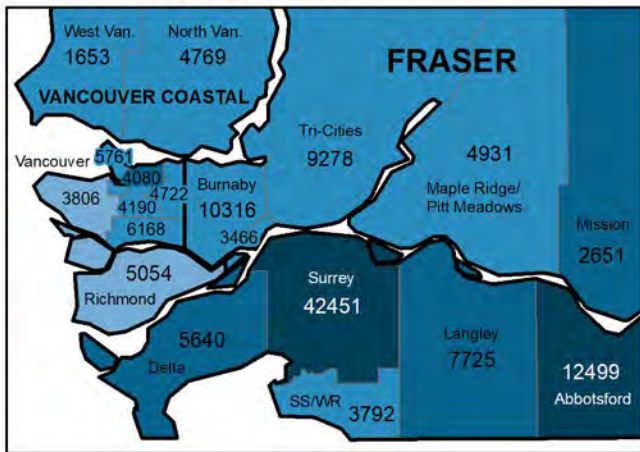 West Van.
1653
North Van.
4769
VANCOUVER COASTAL
FRASER
Tri-Cities
9278
4931
Maple Ridge/
Pitt Meadows
Vancouver
5761
4080
3806
4722
4190
6168
Burnaby
10316
3466
Mission
2651
5054
Richmond
Surrey
42451
5640
Delta
Langley
7725
12499
Abbotsford
SS/WR
3792